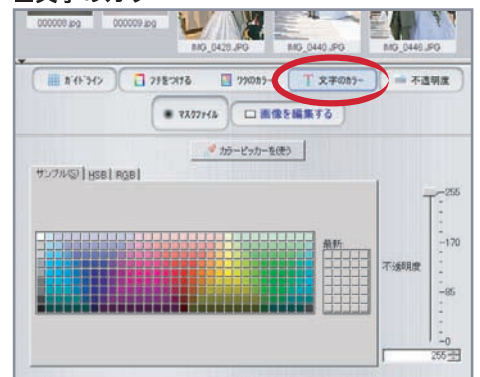 000008.jpg 000009.jpg
IMG_0428.JPG IMG_0440.JPG IMG_0446.JPG
ガイドライン フチをつける フチのカラー 文字のカラー 不透明度
マスクファイル 画像を編集する
カラーピッカーを使う
サンプル(S) HSB RGB
最新:
不透明度
255
170
85
0
255